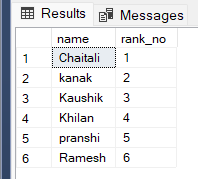 Results Messages
name rank_no
1 Chaitali 1
2 kanak 2
3 Kaushik 3
4 Khilan 4
5 pranshi 5
6 Ramesh 6